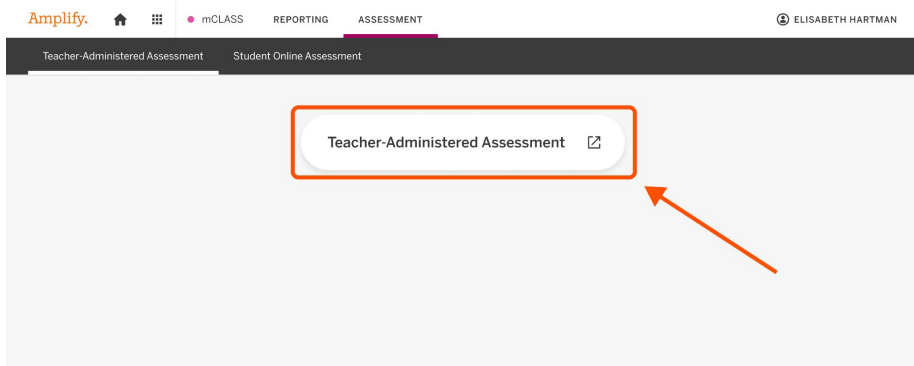 Amplify. mCLASS REPORTING ASSESSMENT ELISABETH HARTMAN
Teacher-Administered Assessment Student Online Assessment
Teacher-Administered Assessment